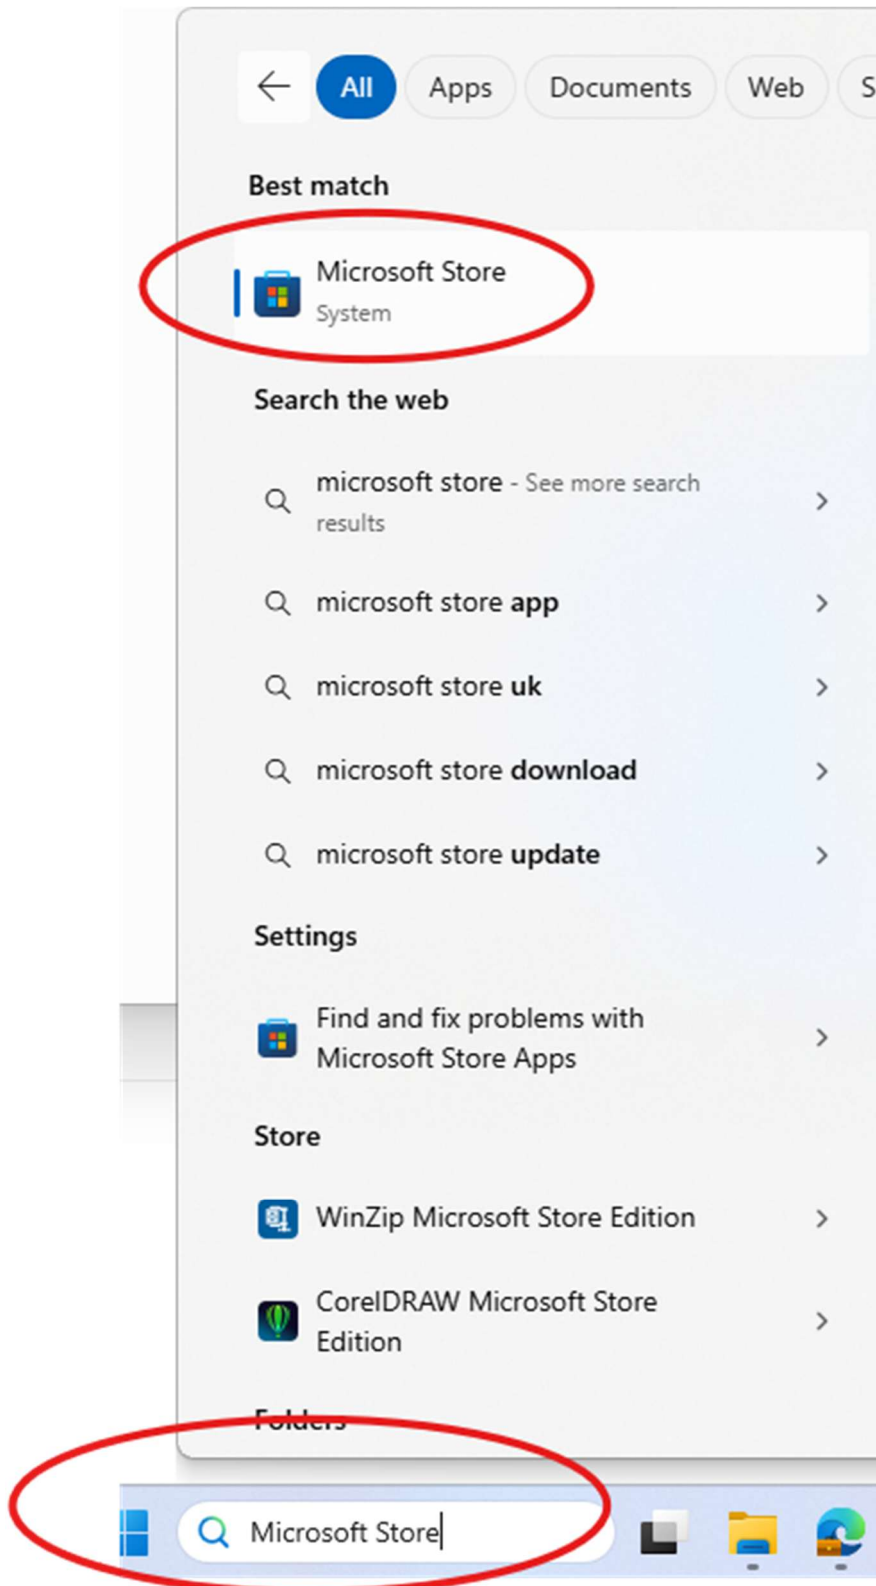 All Apps Documents Web S
Best match
Microsoft Store
System
Search the web
microsoft store - See more search
results
microsoft store app
microsoft store uk
microsoft store download
microsoft store update
Settings
Find and fix problems with
Microsoft Store Apps
Store
WinZip Microsoft Store Edition
CorelDRAW Microsoft Store
Edition
Folders
Microsoft Store